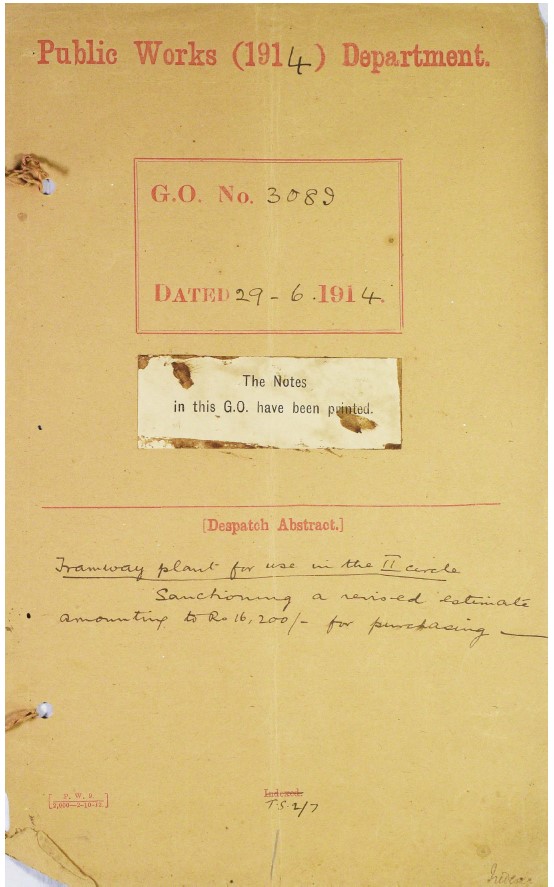 Public Works (1914) Department.
G.O. No. 3089
DATED 29-6.1914.
The Notes
in this G.O. have been printed.
[Despatch Abstract.]
Tramway plant for use in the II circle
Sanctioning a revised estimate
amounting to Rs 16,200/- for purchasing —
Indexed.
T.S. 2/7